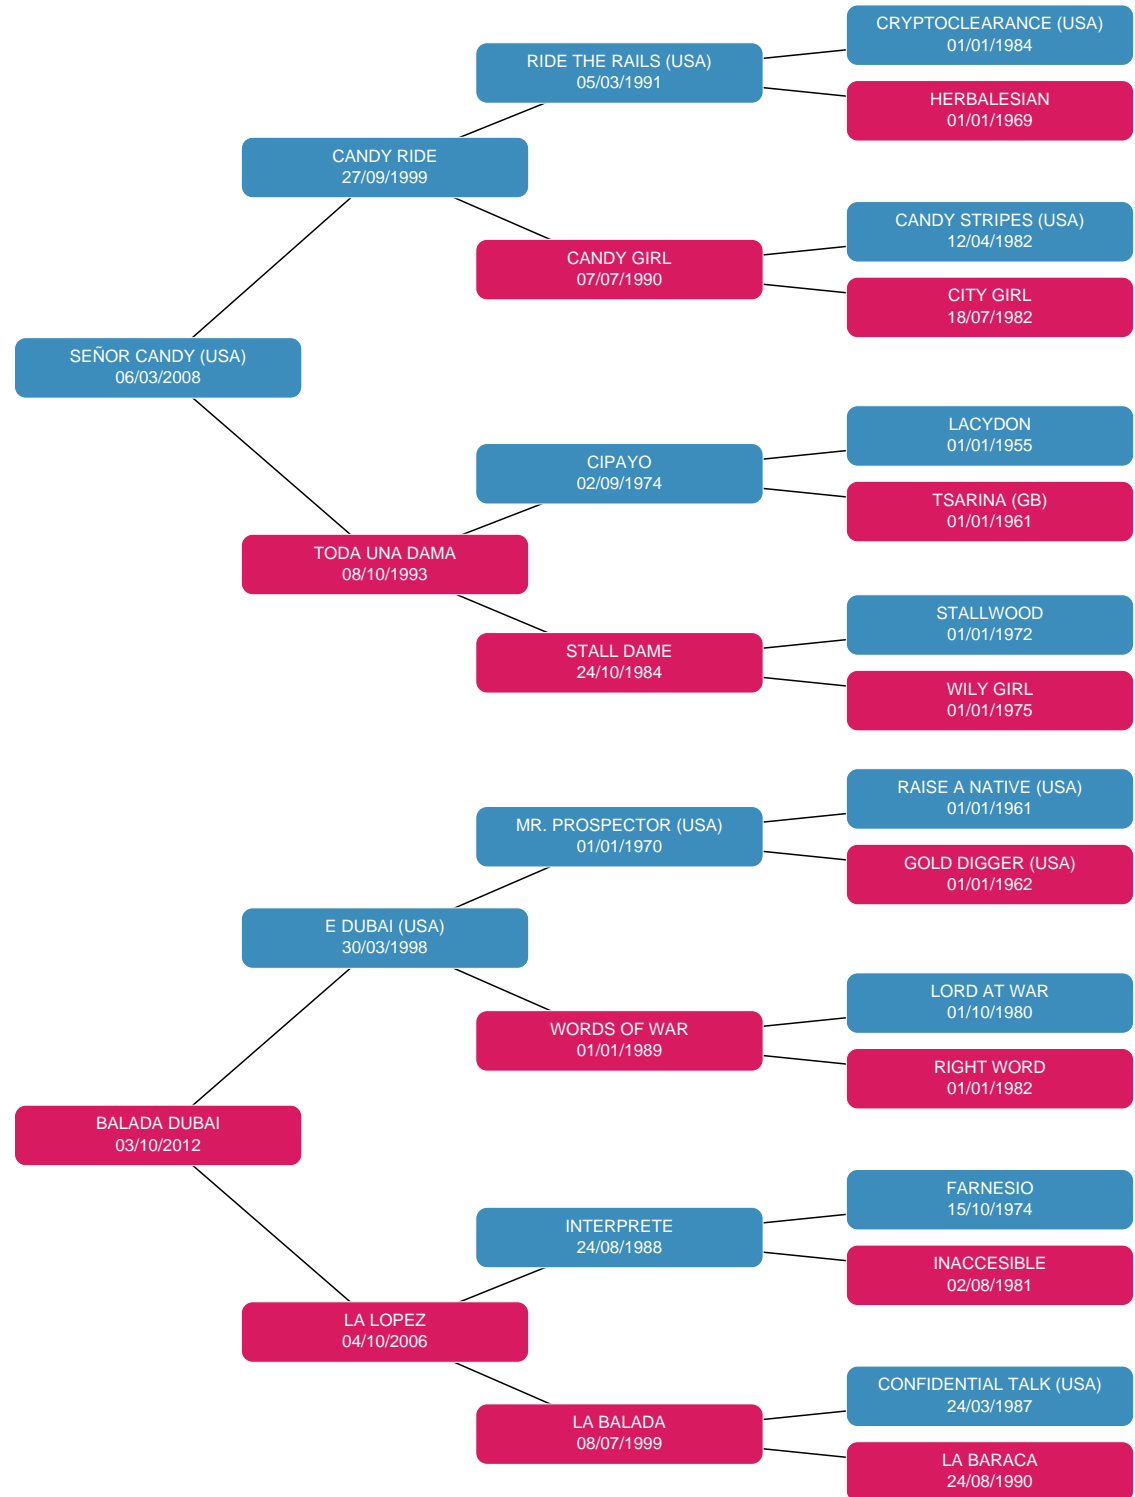 CRYPTOCLEARANCE (USA)
01/01/1984
RIDE THE RAILS (USA)
05/03/1991
HERBALESIAN
01/01/1969
CANDY RIDE
27/09/1999
CANDY STRIPES (USA)
12/04/1982
CANDY GIRL
07/07/1990
CITY GIRL
18/07/1982
SEÑOR CANDY (USA)
06/03/2008
LACYDON
01/01/1955
CIPAYO
02/09/1974
TSARINA (GB)
01/01/1961
TODA UNA DAMA
08/10/1993
STALLWOOD
01/01/1972
STALL DAME
24/10/1984
WILY GIRL
01/01/1975
RAISE A NATIVE (USA)
01/01/1961
MR. PROSPECTOR (USA)
01/01/1970
GOLD DIGGER (USA)
01/01/1962
E DUBAI (USA)
30/03/1998
LORD AT WAR
01/10/1980
WORDS OF WAR
01/01/1989
RIGHT WORD
01/01/1982
BALADA DUBAI
03/10/2012
FARNESIO
15/10/1974
INTERPRETE
24/08/1988
INACCESIBLE
02/08/1981
LA LOPEZ
04/10/2006
CONFIDENTIAL TALK (USA)
24/03/1987
LA BALADA
08/07/1999
LA BARACA
24/08/1990